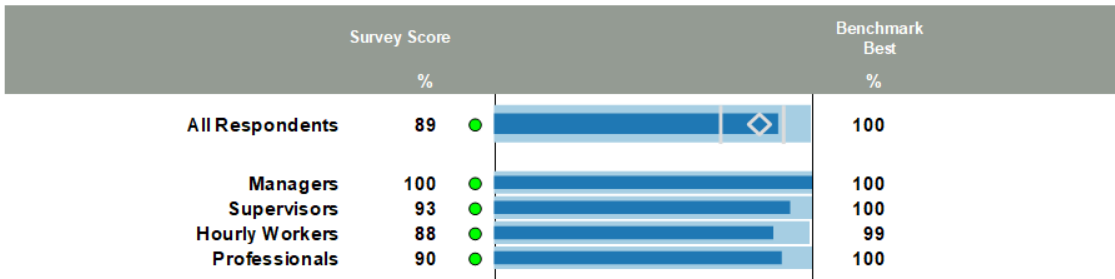 Survey Score Benchmark
Best
% %
All Respondents 89 100
Managers 100 100
Supervisors 93 100
Hourly Workers 88 99
Professionals 90 100